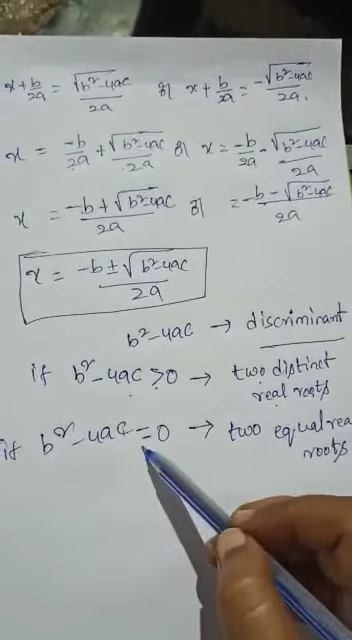 x + b/2a = √b²-4ac/2a or x + b/2a = -√b²-4ac/2a.
x = -b/2a + √b²-4ac/2a or x = -b/2a - √b²-4ac/2a
x = -b + √b²-4ac/2a or = -b - √b²-4ac/2a
x = -b ± √b²-4ac/2a
b²-4ac → discriminant
if b²-4ac > 0 → two distinct
real roots
if b²-4ac = 0 → two equal rea
roots